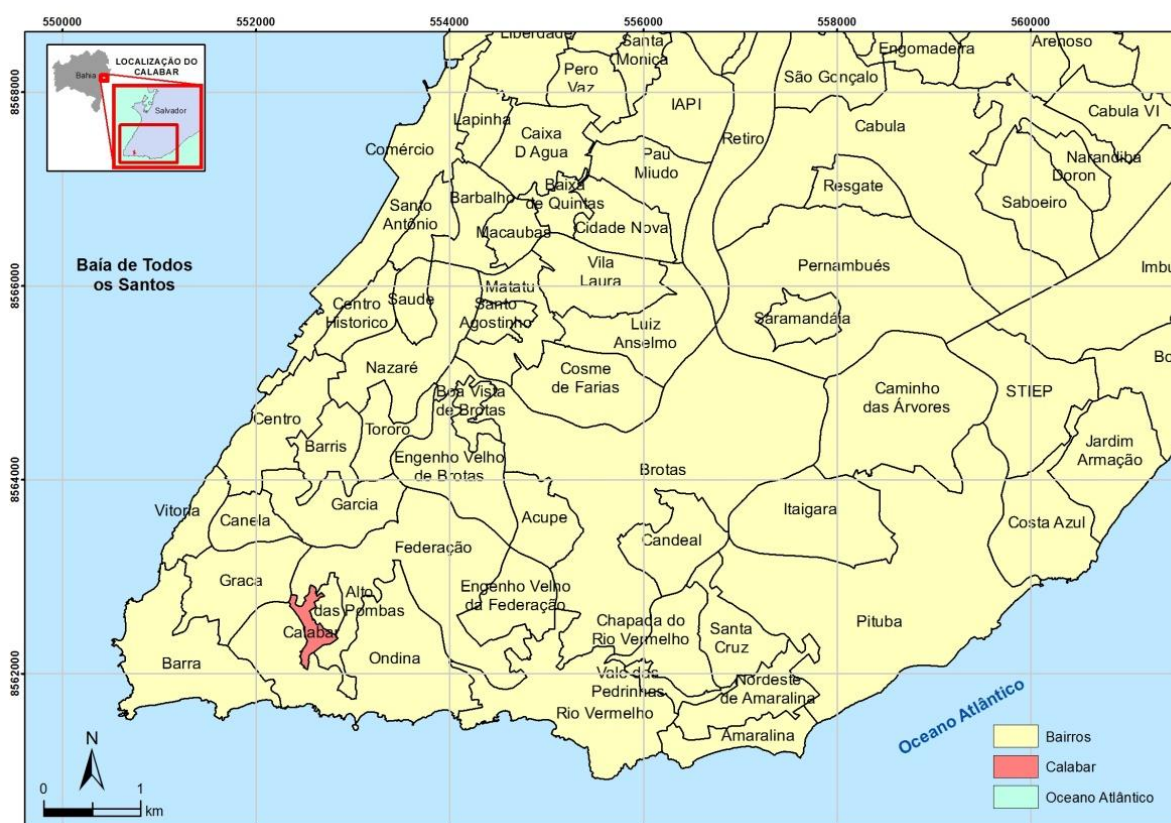 550000
552000
554000
556000
558000
560000
LOCALIZAÇÃO DO
CALABAR
Bahia
Salvador
Liberdade
Santa
Monica
Engomadeira
Arenoso
Pero
Vaz
São Gonçalo
8568000
IAPI
Cabula VI
Lapinha
Caixa
D Agua
Retiro
Cabula
Comércio
Pau
Miudo
Narandiba
Doron
Barbalho
Baixa
de Quintas
Resgate
Santo
Antônio
Saboeiro
Macaubas
Cidade Nova
Baía de Todos
os Santos
Vila
Laura
Pernambués
Imbu
8566000
Centro
Historico
Saude
Matatu
Santo
Agostinho
Luiz
Anselmo
Saramandáia
Bo
Nazaré
Cosme
de Farias
Boa Vista
de Brotas
Caminho
das Árvores
STIEP
Centro
Barris
Tororo
Jardim
Armação
Engenho Velho
de Brotas
Brotas
8564000
Vitoria
Canela
Garcia
Acupe
Itaigara
Costa Azul
Federação
Candeal
Graca
Alto
das Pombas
Engenho Velho
da Federação
Calabar
Chapada do
Rio Vermelho
Santa
Cruz
Pituba
Barra
Ondina
8562000
Vale das
Pedrinhas
Nordeste
de Amaralina
Rio Vermelho
Amaralina
Oceano Atlântico
N
0
1
km
Bairros
Calabar
Oceano Atlântico